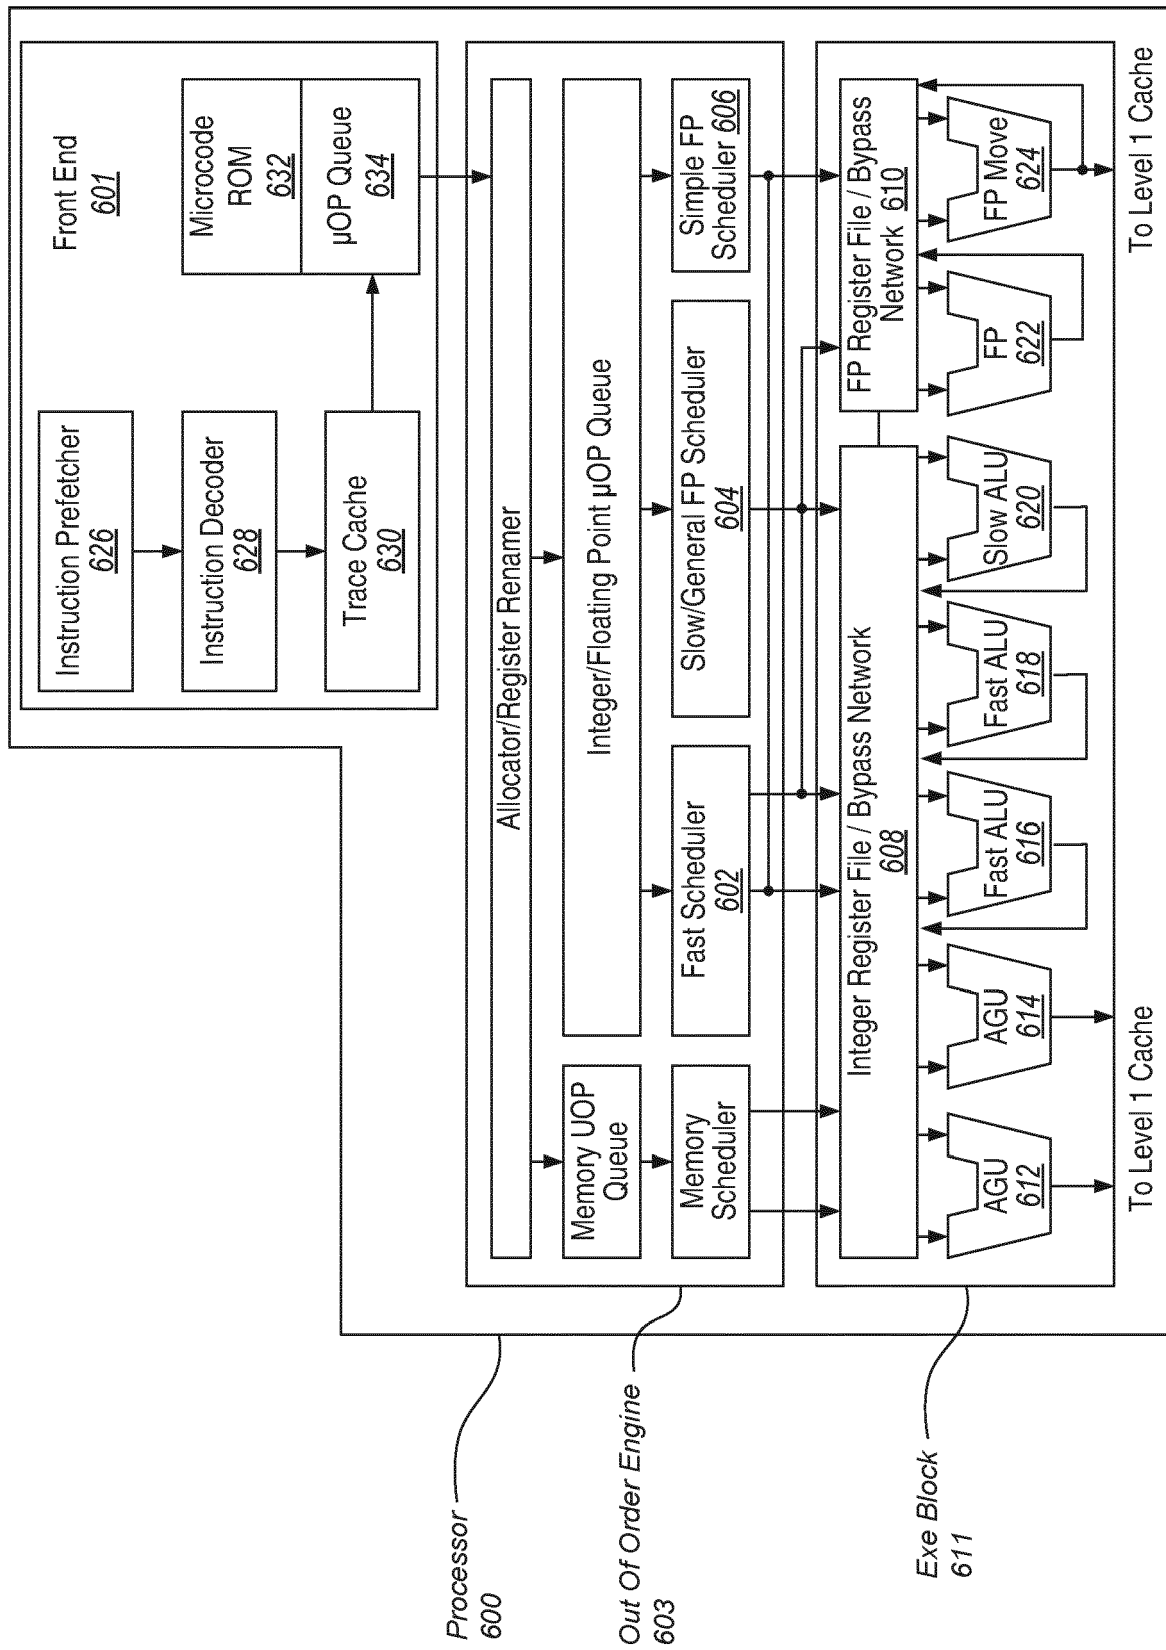 Front End
601
Instruction Prefetcher
626
Instruction Decoder
628
Trace Cache
630
Microcode
ROM
632
µOP Queue
634
Processor
600
Out Of Order Engine
603
Allocator/Register Renamer
Memory UOP
Queue
Integer/Floating Point µOP Queue
Memory
Scheduler
Fast Scheduler
602
Slow/General FP Scheduler
604
Simple FP
Scheduler 606
Exe Block
611
Integer Register File / Bypass Network
608
FP Register File / Bypass
Network 610
AGU
612
AGU
614
Fast ALU
616
Fast ALU
618
Slow ALU
620
FP
622
FP Move
624
To Level 1 Cache
To Level 1 Cache